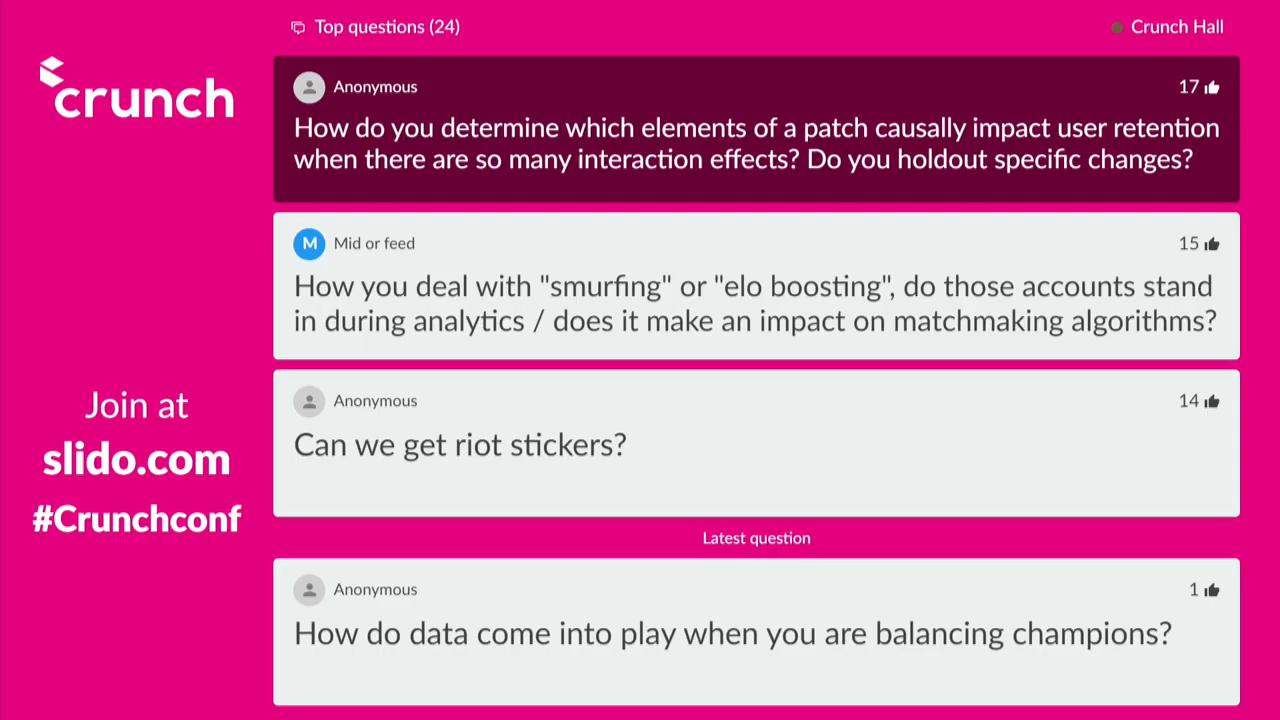 Top questions (24)
Crunch Hall
crunch
Anonymous
17
How do you determine which elements of a patch causally impact user retention
when there are so many interaction effects? Do you holdout specific changes?
M
Mid or feed
15
How you deal with "smurfing" or "elo boosting", do those accounts stand
in during analytics / does it make an impact on matchmaking algorithms?
Anonymous
14
Can we get riot stickers?
Join at
slido.com
#Crunchconf
Latest question
Anonymous
1
How do data come into play when you are balancing champions?